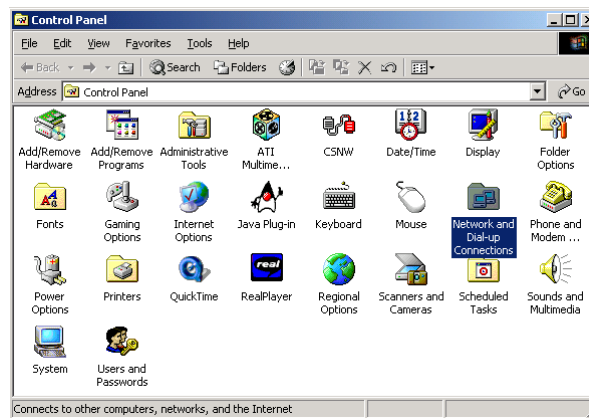 Control Panel
File Edit View Favorites Tools Help
Back Search Folders
Address Control Panel Go
Add/Remove Hardware
Add/Remove Programs
Administrative Tools
ATI Multime...
CSNW
Date/Time
Display
Folder Options
Fonts
Gaming Options
Internet Options
Java Plug-in
Keyboard
Mouse
Network and Dial-up Connections
Phone and Modem ...
Power Options
Printers
QuickTime
real
RealPlayer
Regional Options
Scanners and Cameras
Scheduled Tasks
Sounds and Multimedia
System
Users and Passwords
Connects to other computers, networks, and the Internet